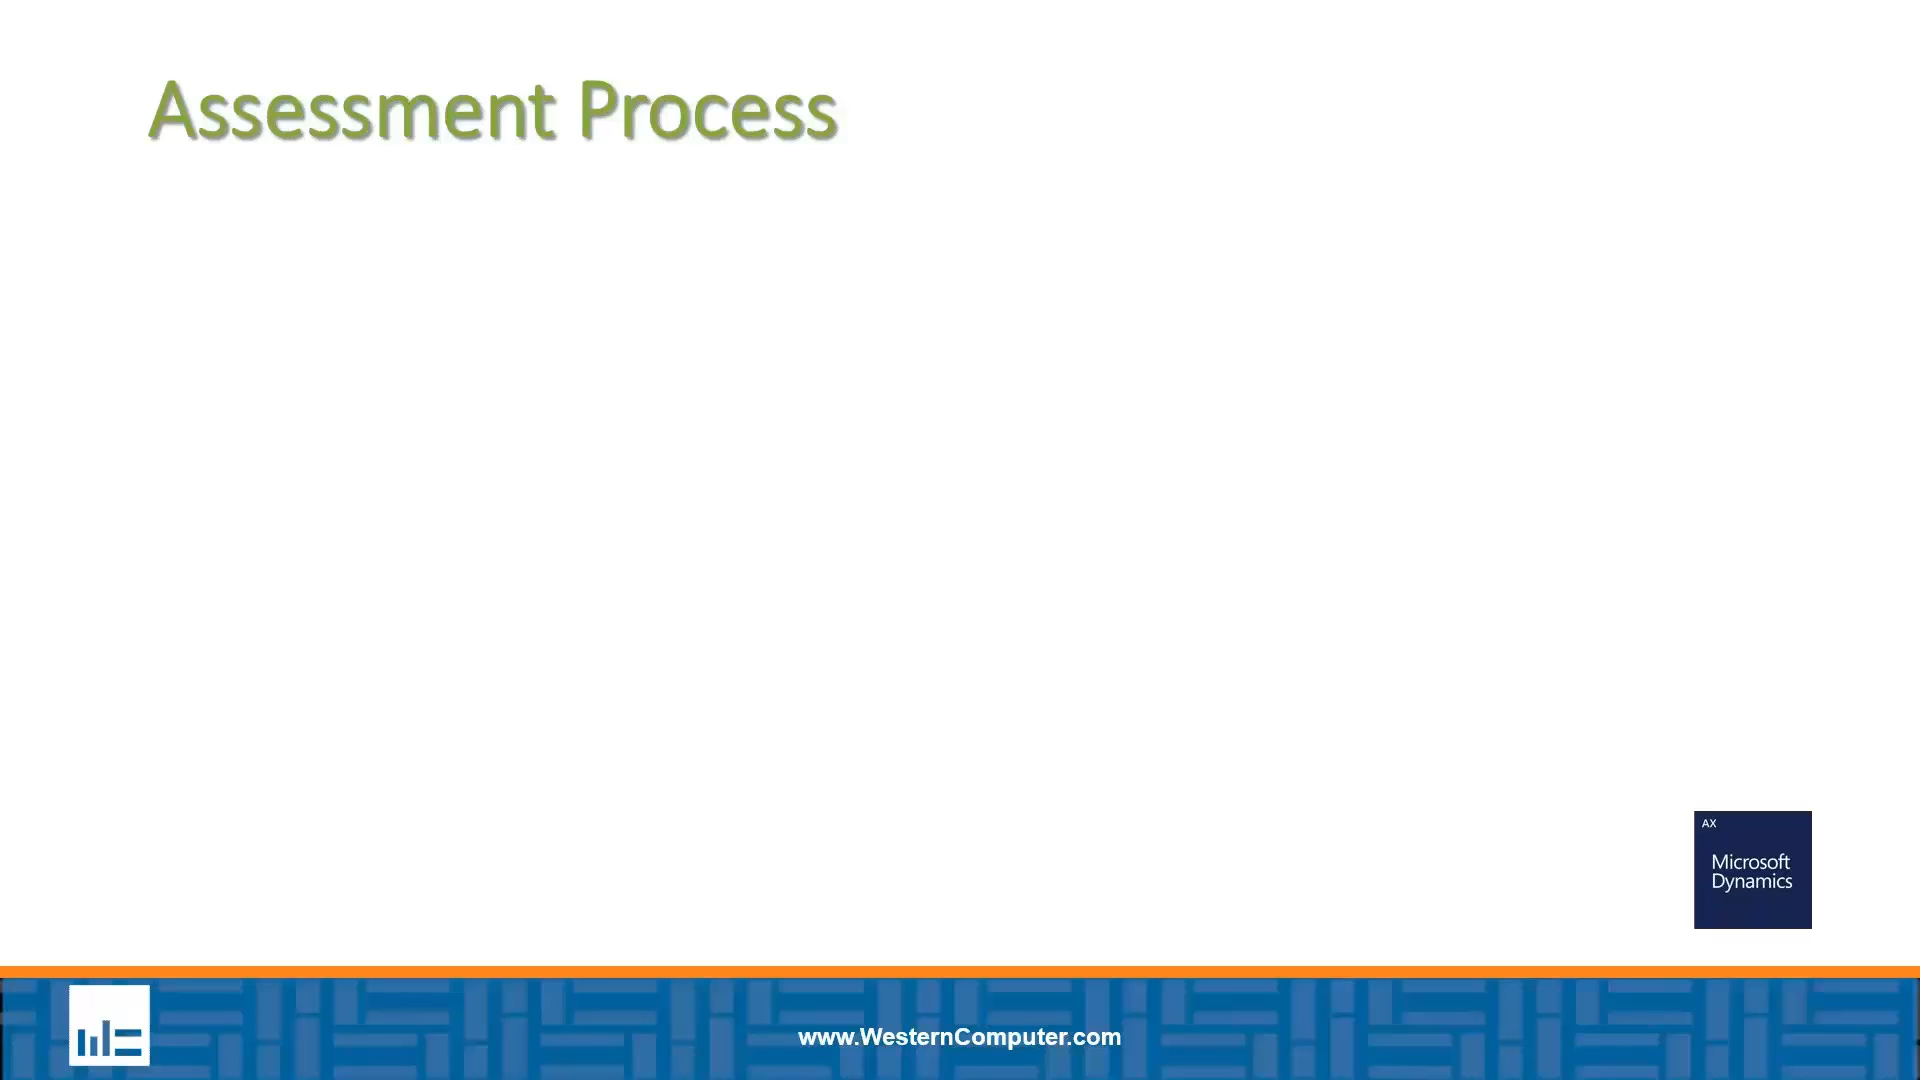 Assessment Process
AX
Microsoft
Dynamics
www.WesternComputer.com